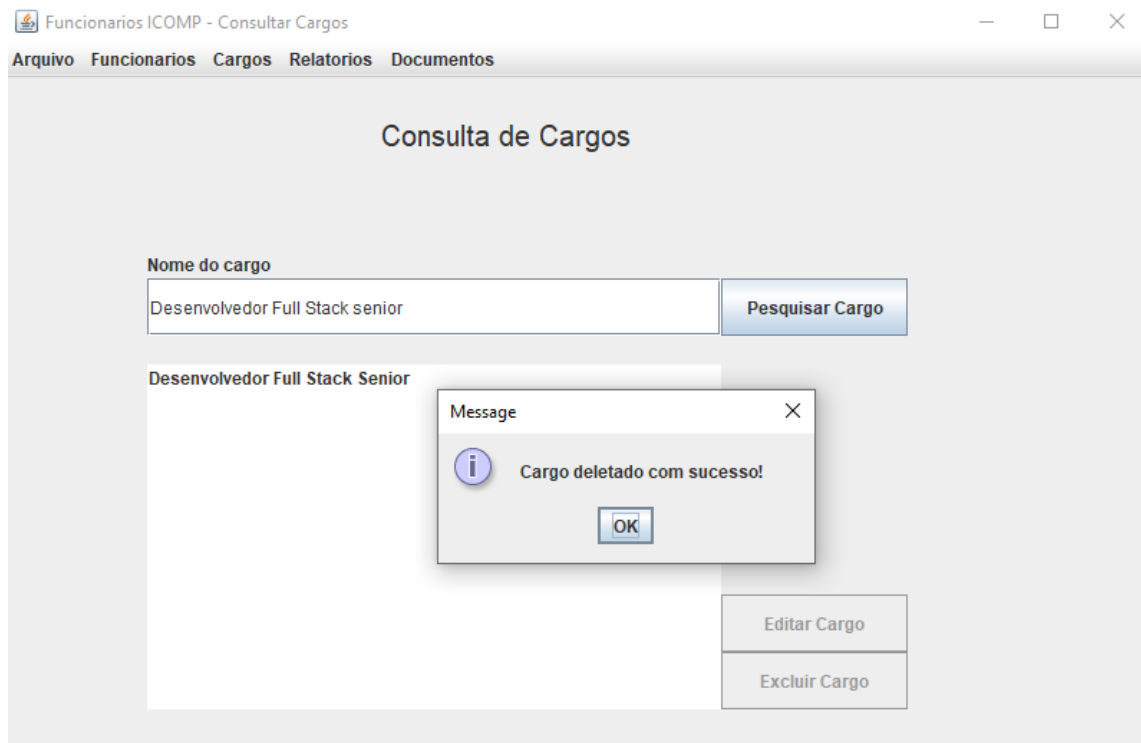 Funcionarios ICOMP - Consultar Cargos
Arquivo Funcionarios Cargos Relatorios Documentos
Consulta de Cargos
Nome do cargo
Desenvolvedor Full Stack senior
Pesquisar Cargo
Desenvolvedor Full Stack Senior
Message
Cargo deletado com sucesso!
OK
Editar Cargo
Excluir Cargo